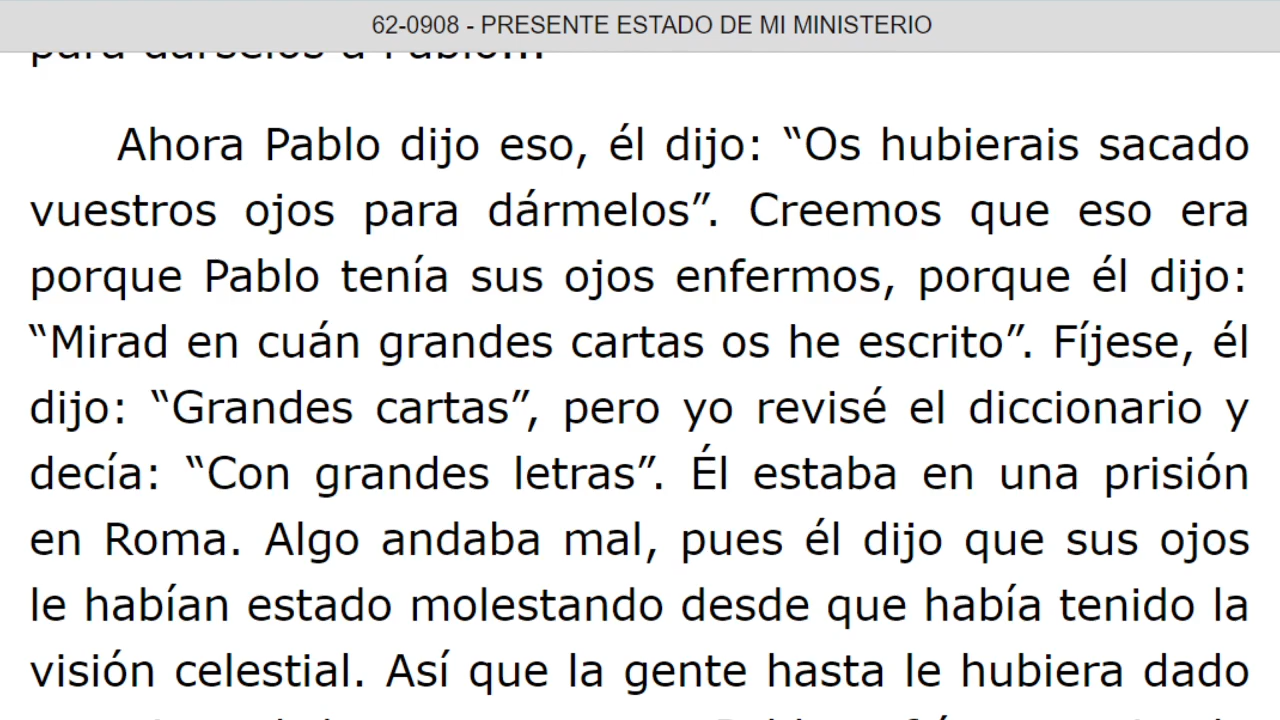 62-0908 - PRESENTE ESTADO DE MI MINISTERIO
para dárselos a Pablo...
Ahora Pablo dijo eso, él dijo: “Os hubierais sacado
vuestros ojos para dármelos”. Creemos que eso era
porque Pablo tenía sus ojos enfermos, porque él dijo:
“Mirad en cuán grandes cartas os he escrito”. Fíjese, él
dijo: “Grandes cartas”, pero yo revisé el diccionario y
decía: “Con grandes letras”. Él estaba en una prisión
en Roma. Algo andaba mal, pues él dijo que sus ojos
le habían estado molestando desde que había tenido la
visión celestial. Así que la gente hasta le hubiera dado